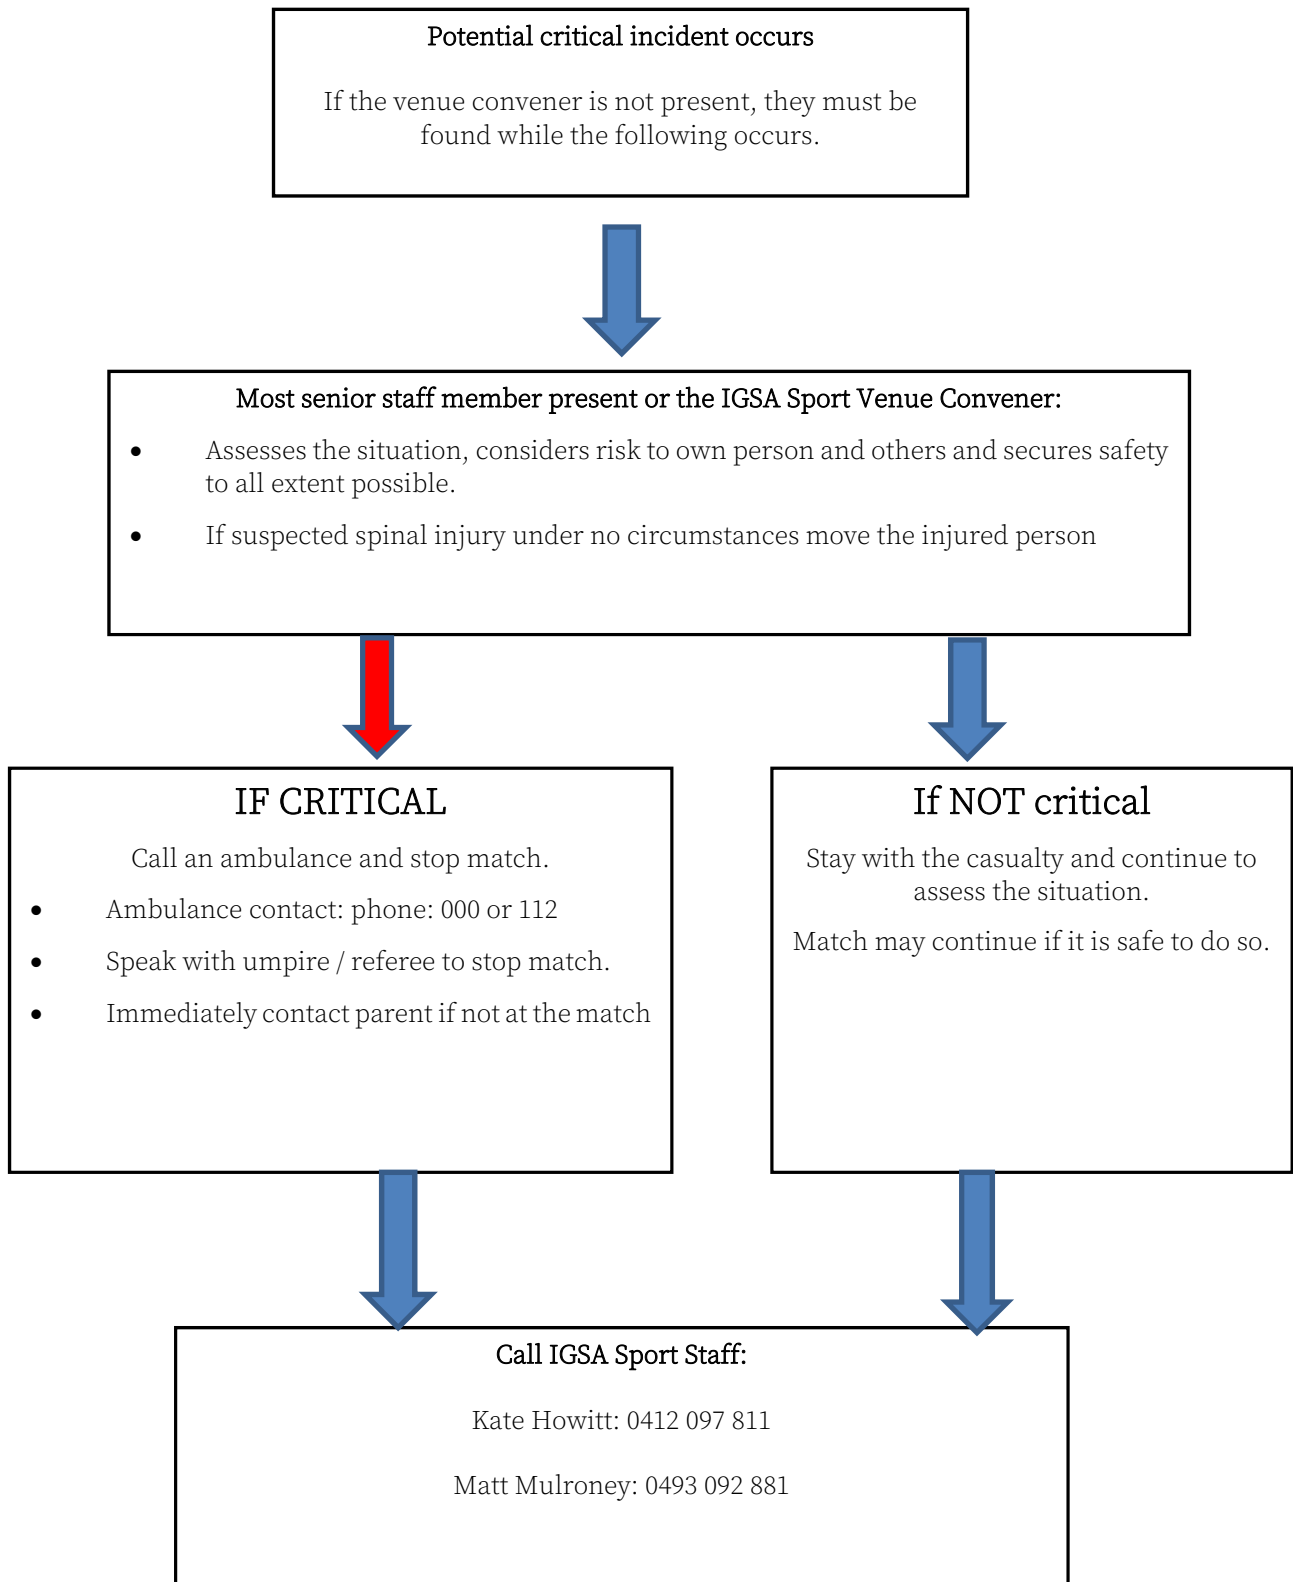 Potential critical incident occurs
If the venue convener is not present, they must be
found while the following occurs.
Most senior staff member present or the IGSA Sport Venue Convener:
• Assesses the situation, considers risk to own person and others and secures safety
to all extent possible.
• If suspected spinal injury under no circumstances move the injured person
IF CRITICAL
Call an ambulance and stop match.
• Ambulance contact: phone: 000 or 112
• Speak with umpire / referee to stop match.
• Immediately contact parent if not at the match
If NOT critical
Stay with the casualty and continue to
assess the situation.
Match may continue if it is safe to do so.
Call IGSA Sport Staff:
Kate Howitt: 0412 097 811
Matt Mulroney: 0493 092 881